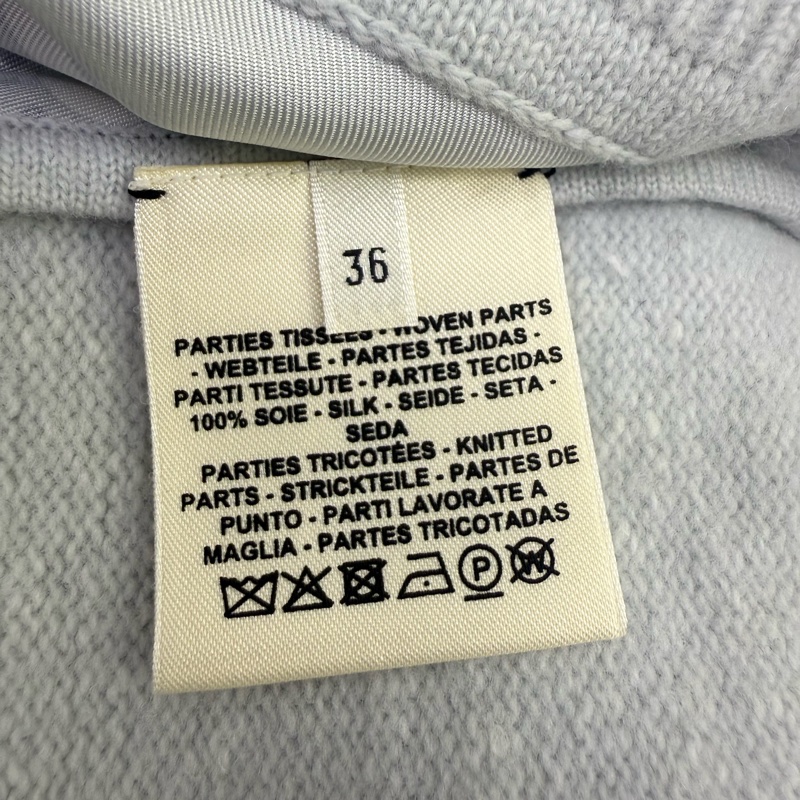 36
PARTIES TISSÉES - WOVEN PARTS
- WEBTEILE - PARTES TEJIDAS -
PARTI TESSUTE - PARTES TECIDAS
100% SOIE - SILK - SEIDE - SETA -
SEDA
PARTIES TRICOTÉES - KNITTED
PARTS - STRICKTEILE - PARTES DE
PUNTO - PARTI LAVORATE A
MAGLIA - PARTES TRICOTADAS
P W